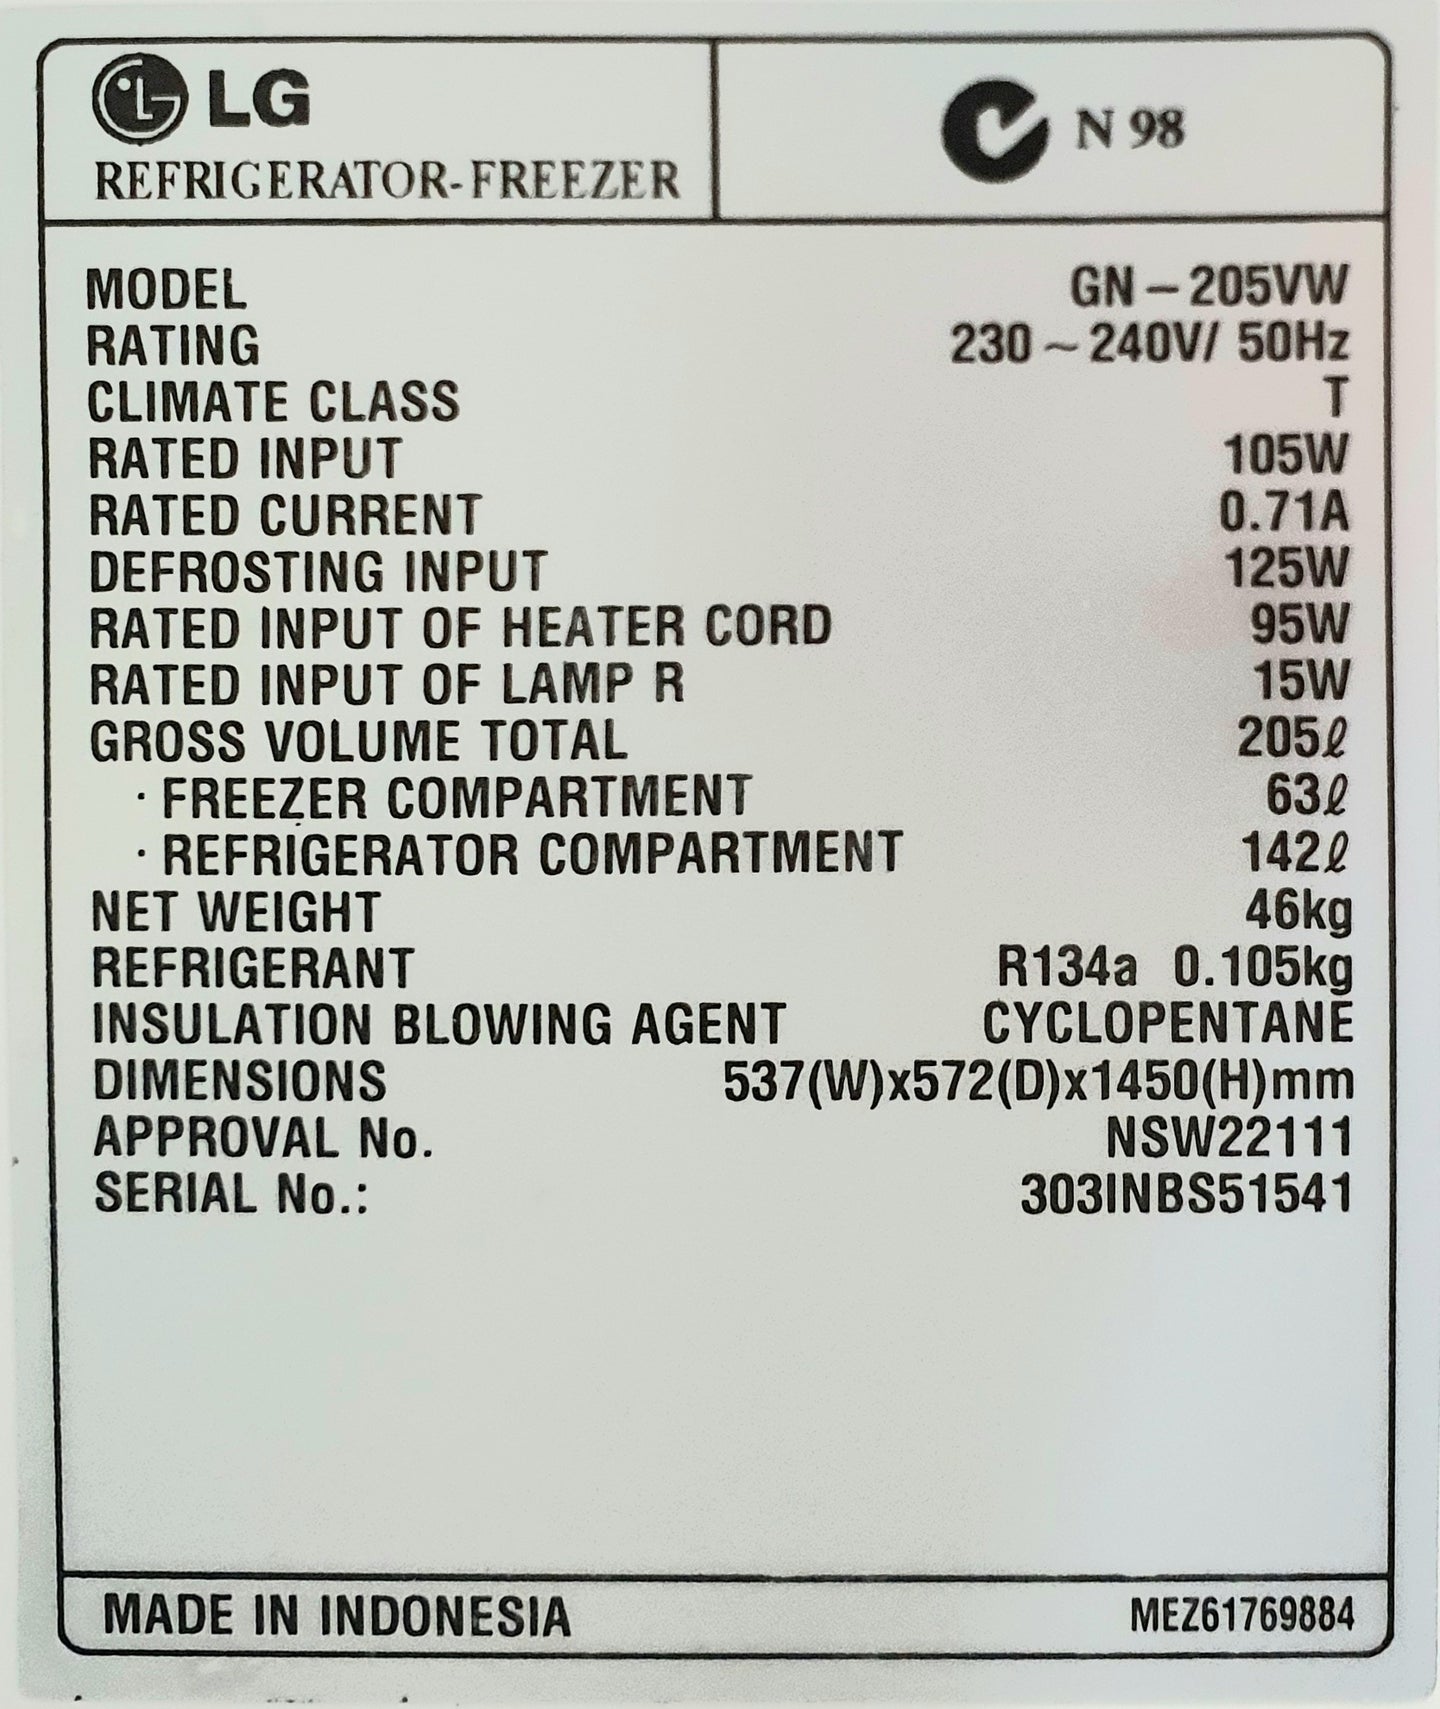 LG
REFRIGERATOR-FREEZER
N 98
MODEL GN-205VW
RATING 230~240V/ 50Hz
CLIMATE CLASS T
RATED INPUT 105W
RATED CURRENT 0.71A
DEFROSTING INPUT 125W
RATED INPUT OF HEATER CORD 95W
RATED INPUT OF LAMP R 15W
GROSS VOLUME TOTAL 205ℓ
· FREEZER COMPARTMENT 63ℓ
· REFRIGERATOR COMPARTMENT 142ℓ
NET WEIGHT 46kg
REFRIGERANT R134a 0.105kg
INSULATION BLOWING AGENT CYCLOPENTANE
DIMENSIONS 537(W)x572(D)x1450(H)mm
APPROVAL No. NSW22111
SERIAL No.: 303INBS51541
MADE IN INDONESIA MEZ61769884